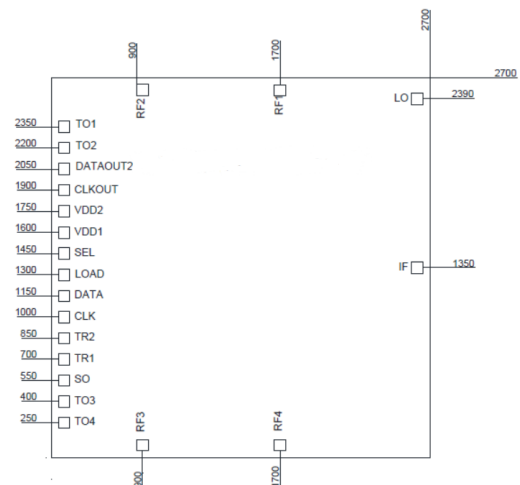 2700
900
1700
2700
RF2
RF1
LO
2390
2350 TO1
2200 TO2
2050 DATAOUT2
1900 CLKOUT
1750 VDD2
1600 VDD1
1450 SEL
IF
1350
1300 LOAD
1150 DATA
1000 CLK
850 TR2
700 TR1
550 SO
400 TO3
250 TO4
RF3
RF4
900
1700